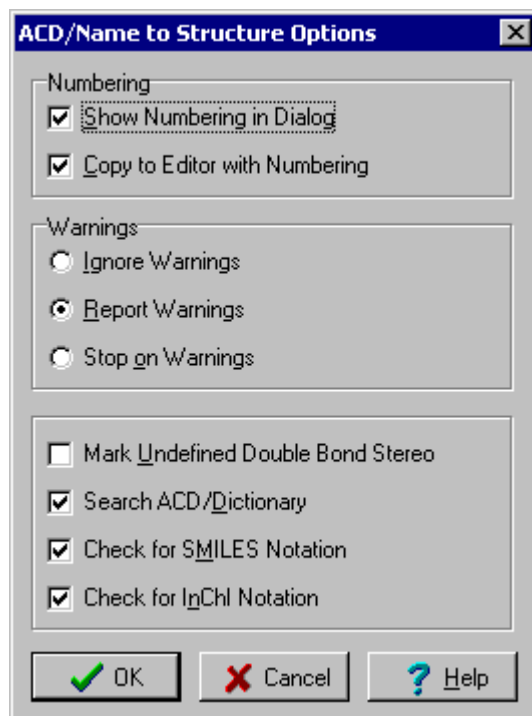 ACD/Name to Structure Options
Numbering
Show Numbering in Dialog
Copy to Editor with Numbering
Warnings
Ignore Warnings
Report Warnings
Stop on Warnings
Mark Undefined Double Bond Stereo
Search ACD/Dictionary
Check for SMILES Notation
Check for InChI Notation
OK Cancel Help